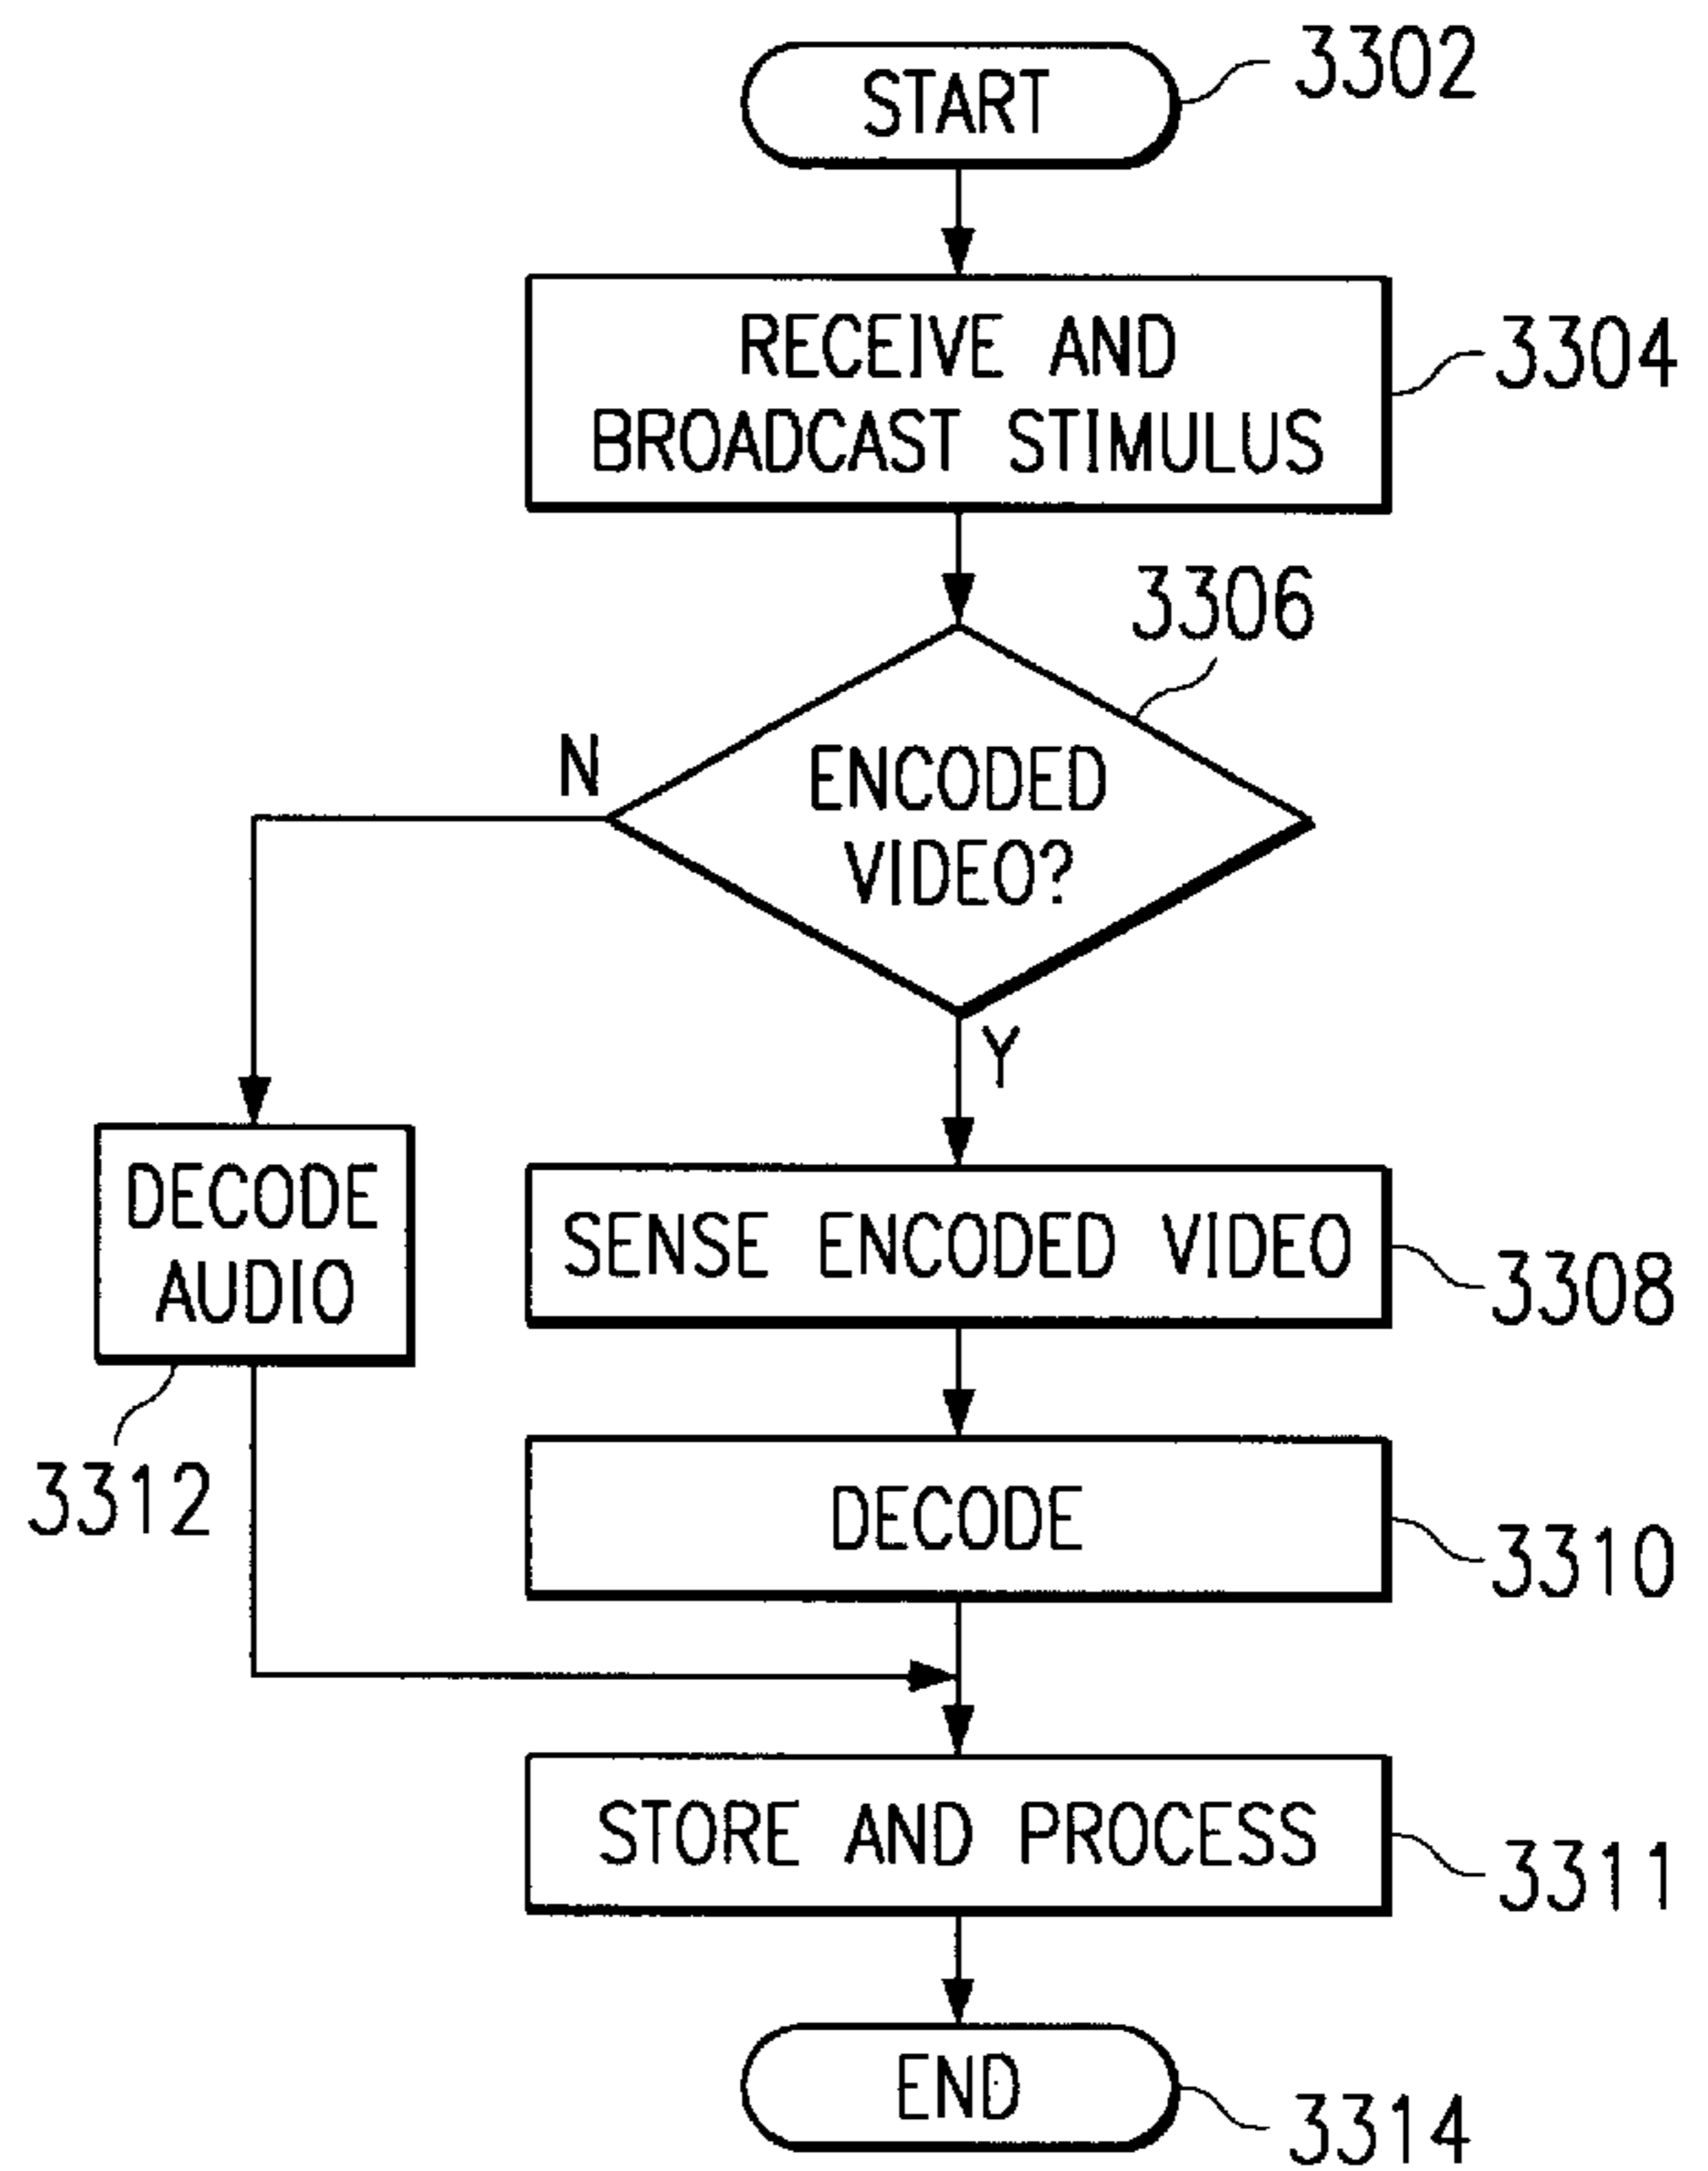 START
3302
RECEIVE AND
BROADCAST STIMULUS
3304
3306
ENCODED
VIDEO?
N
Y
DECODE
AUDIO
3312
SENSE ENCODED VIDEO
3308
DECODE
3310
STORE AND PROCESS
3311
END
3314